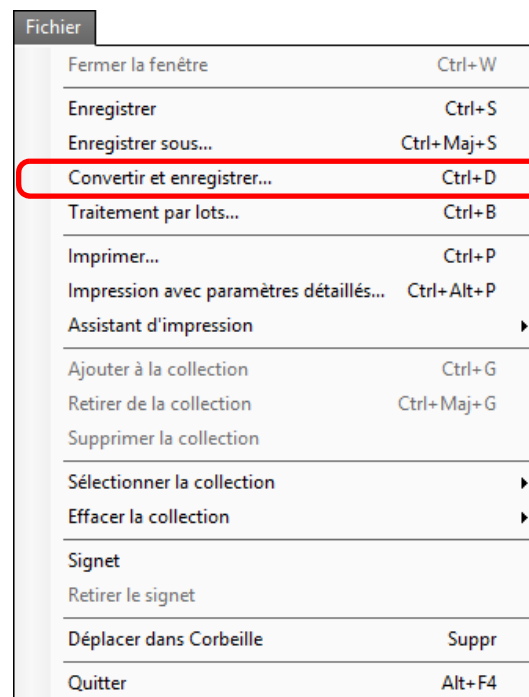 Fichier
Fermer la fenêtre Ctrl+W
Enregistrer Ctrl+S
Enregistrer sous... Ctrl+Maj+S
Convertir et enregistrer... Ctrl+D
Traitement par lots... Ctrl+B
Imprimer... Ctrl+P
Impression avec paramètres détaillés... Ctrl+Alt+P
Assistant d'impression
Ajouter à la collection Ctrl+G
Retirer de la collection Ctrl+Maj+G
Supprimer la collection
Sélectionner la collection
Effacer la collection
Signet
Retirer le signet
Déplacer dans Corbeille Suppr
Quitter Alt+F4